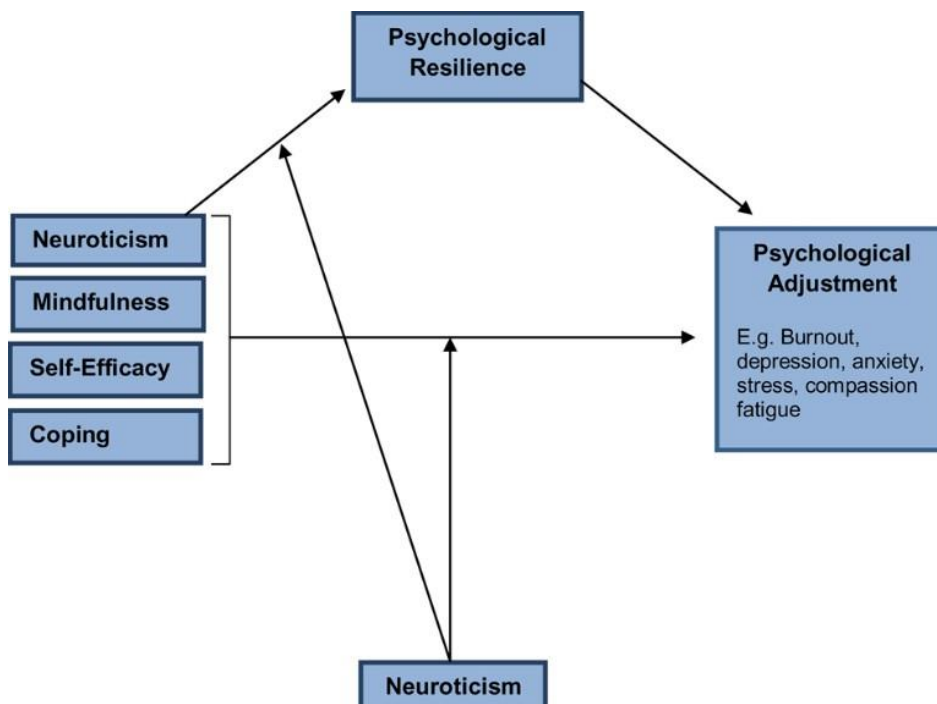 Psychological
Resilience
Neuroticism
Mindfulness
Self-Efficacy
Coping
Psychological
Adjustment
E.g. Burnout,
depression, anxiety,
stress, compassion
fatigue
Neuroticism